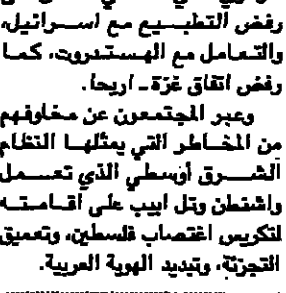 رفض التطبيع مع اسرائيل،
والتعامل مع الهستدروت، كما
رفض اتفاق غزة ـ اريحا.
وعبر المجتمعون عن مخاوفهم
من المخاطر التي يمثلها النظام
الشرق أوسطي الذي تعمل
واشنطن وتل ابيب على اقامته
لتكريس اغتصاب فلسطين، وتعميق
التجزئة، وتبديد الهوية العربية.